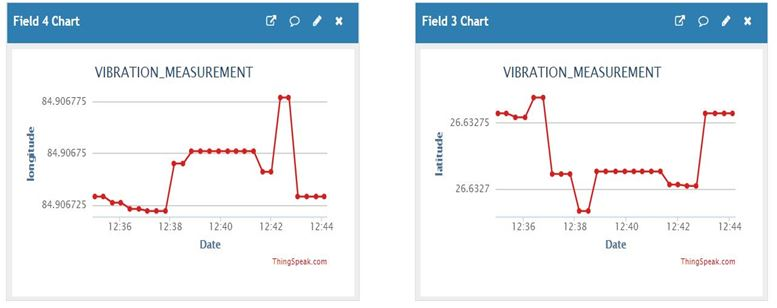 Field 4 Chart
VIBRATION_MEASUREMENT
84.906775
84.90675
84.906725
longitude
12:36 12:38 12:40 12:42 12:44
Date
ThingSpeak.com
Field 3 Chart
VIBRATION_MEASUREMENT
26.63275
26.6327
latitude
12:36 12:38 12:40 12:42 12:44
Date
ThingSpeak.com